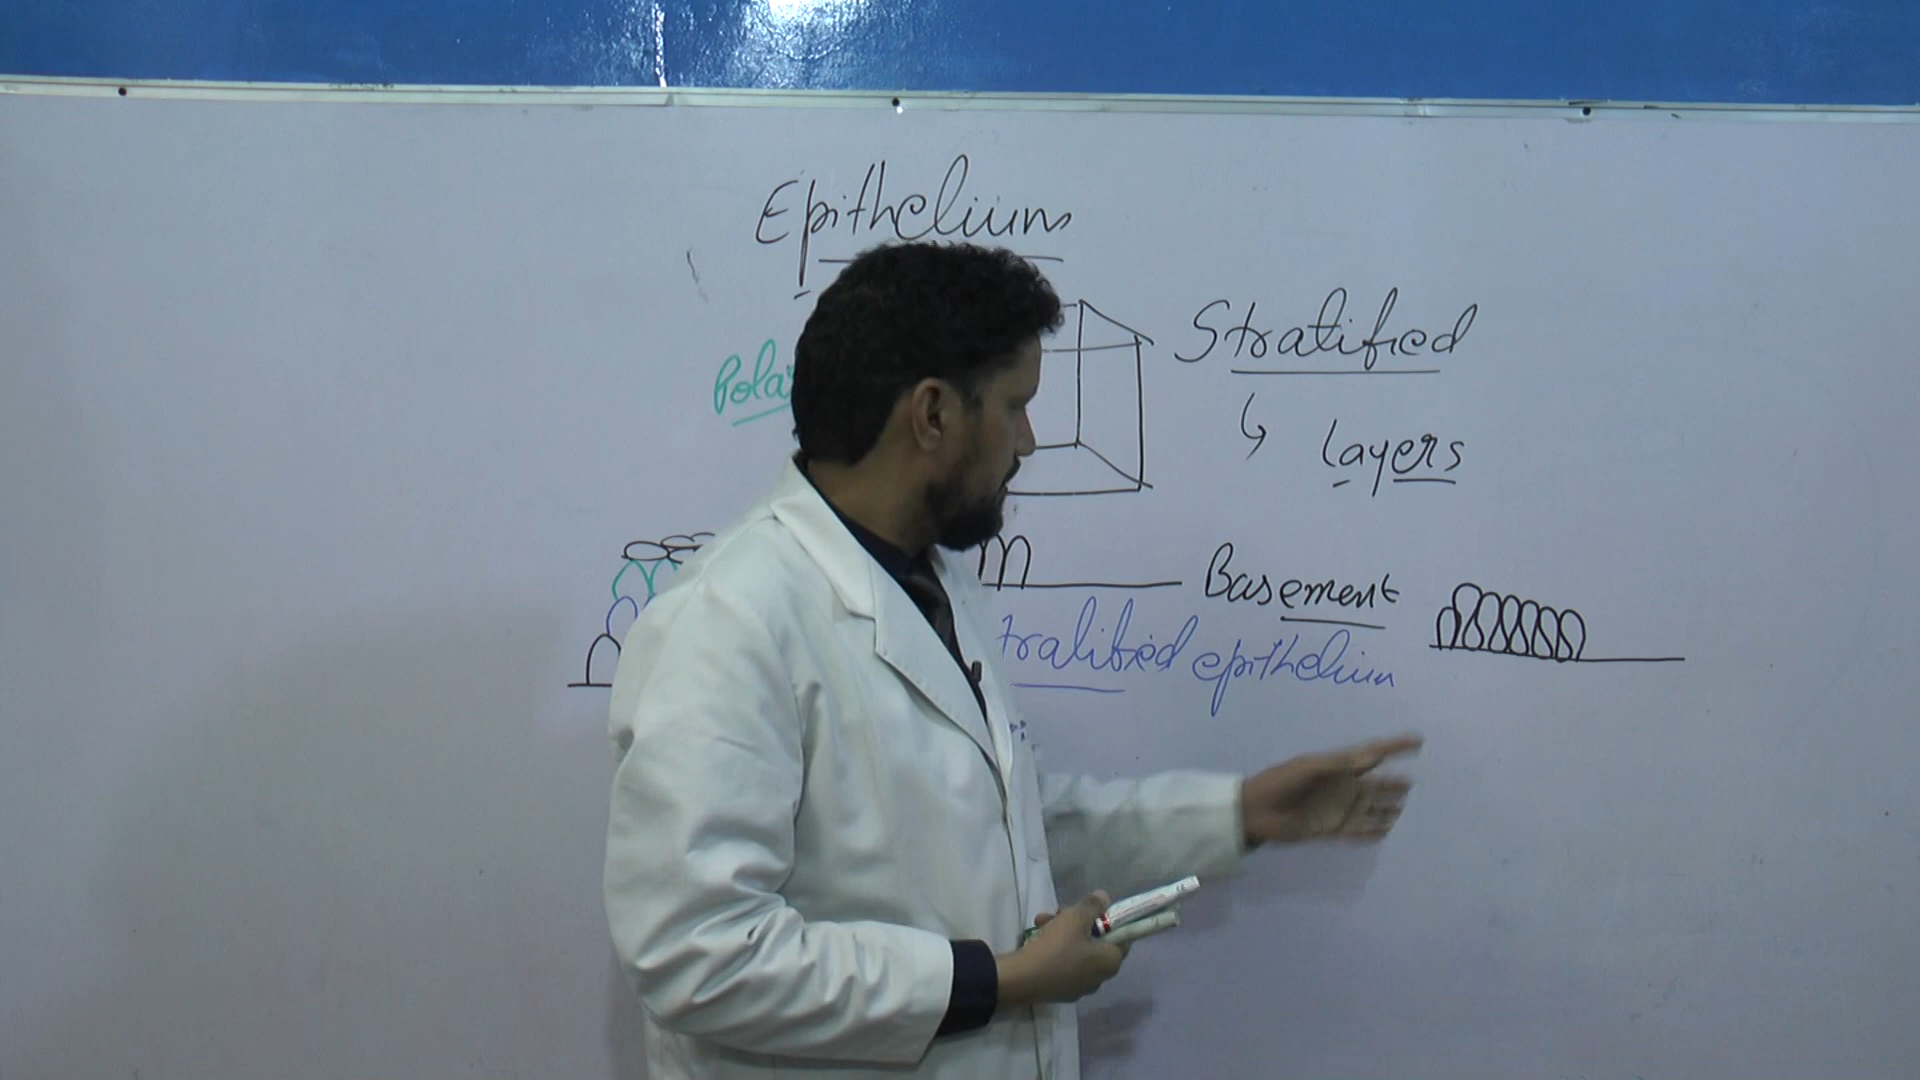 Epithelium
Stratified
Layers
Basement
epithelium